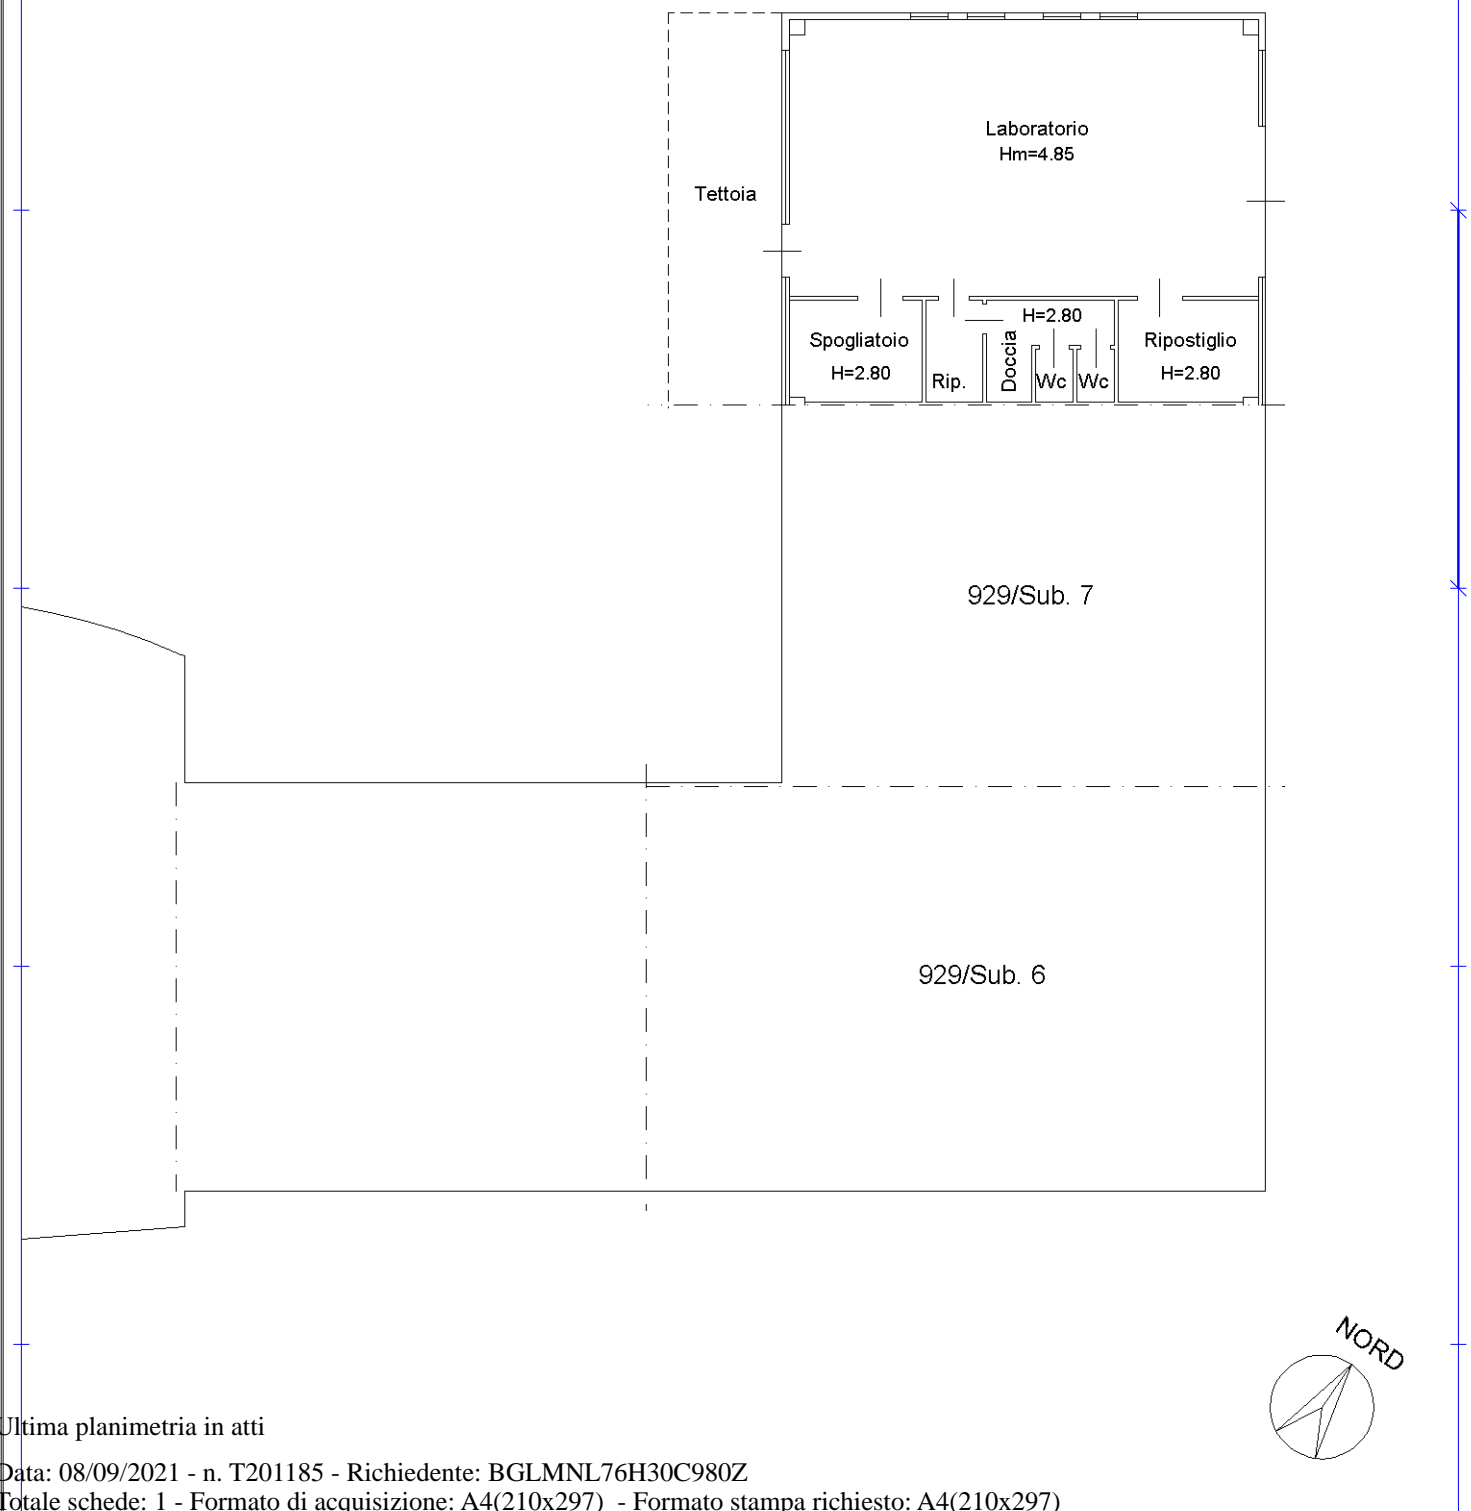 Laboratorio
Hm=4.85
Tettoia
H=2.80
Spogliatoio
H=2.80
Rip.
Doccia
Wc
Wc
Ripostiglio
H=2.80
929/Sub. 7
929/Sub. 6
NORD
Ultima planimetria in atti
Data: 08/09/2021 - n. T201185 - Richiedente: BGLMNL76H30C980Z
Totale schede: 1 - Formato di acquisizione: A4(210x297) - Formato stampa richiesto: A4(210x297)